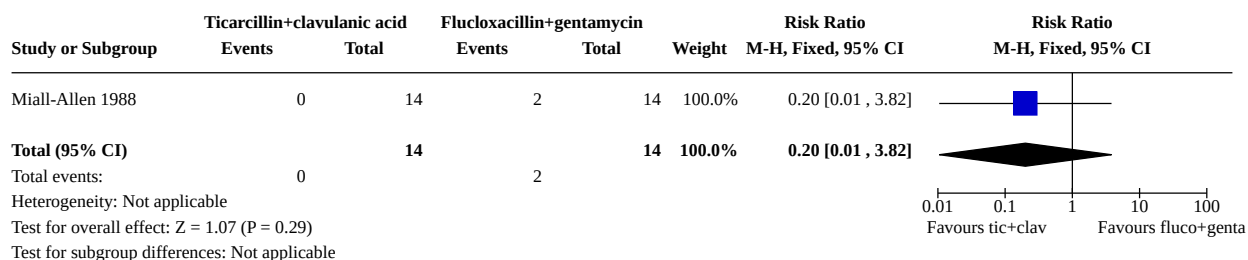 Ticarcillin+clavulanic acid Flucloxacillin+gentamycin Risk Ratio Risk Ratio
Study or Subgroup Events Total Events Total Weight M-H, Fixed, 95% CI M-H, Fixed, 95% CI
Miall-Allen 1988 0 14 2 14 100.0% 0.20 [0.01 , 3.82]
Total (95% CI) 14 14 100.0% 0.20 [0.01 , 3.82]
Total events: 0 2
Heterogeneity: Not applicable
0.01 0.1 1 10 100
Test for overall effect: Z = 1.07 (P = 0.29)
Favours tic+clav Favours fluco+genta
Test for subgroup differences: Not applicable